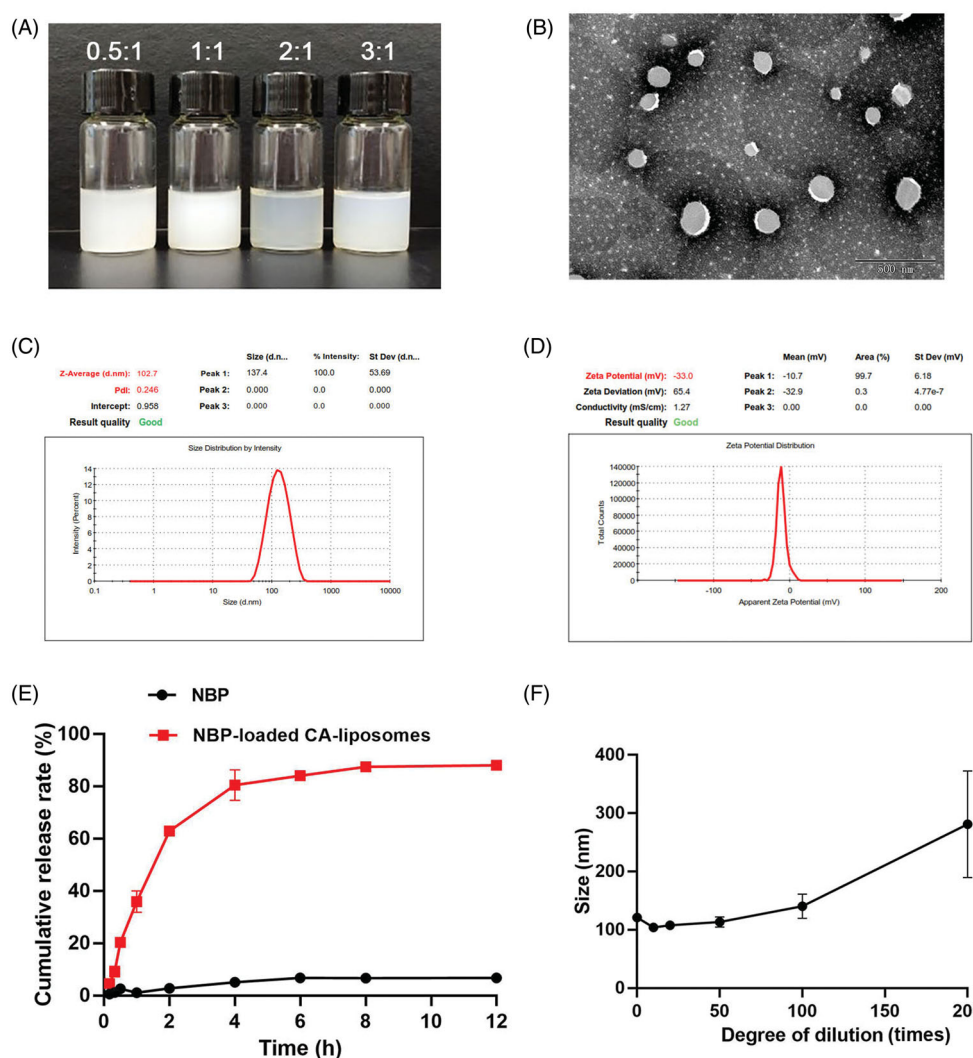 (A)
0.5:1 1:1 2:1 3:1
(B)
500 nm
(C)
Size (d.n... % Intensity: St Dev (d.n...
Z-Average (d.nm): 102.7 Peak 1: 137.4 100.0 53.69
PdI: 0.246 Peak 2: 0.000 0.0 0.000
Intercept: 0.958 Peak 3: 0.000 0.0 0.000
Result quality Good
Size Distribution by Intensity
Intensity (Percent)
14
12
10
8
6
4
2
0
0.1 1 10 100 1000 10000
Size (d.nm)
(D)
Mean (mV) Area (%) St Dev (mV)
Zeta Potential (mV): -33.0 Peak 1: -10.7 99.7 6.18
Zeta Deviation (mV): 65.4 Peak 2: -32.9 0.3 4.77e-7
Conductivity (mS/cm): 1.27 Peak 3: 0.00 0.0 0.00
Result quality Good
Zeta Potential Distribution
Total Counts
140000
120000
100000
80000
60000
40000
20000
0
-100 0 100 200
Apparent Zeta Potential (mV)
(E)
NBP
NBP-loaded CA-liposomes
Cumulative release rate (%)
100
80
60
40
20
0
0 2 4 6 8 10 12
Time (h)
(F)
Size (nm)
400
300
200
100
0
0 50 100 150 20
Degree of dilution (times)